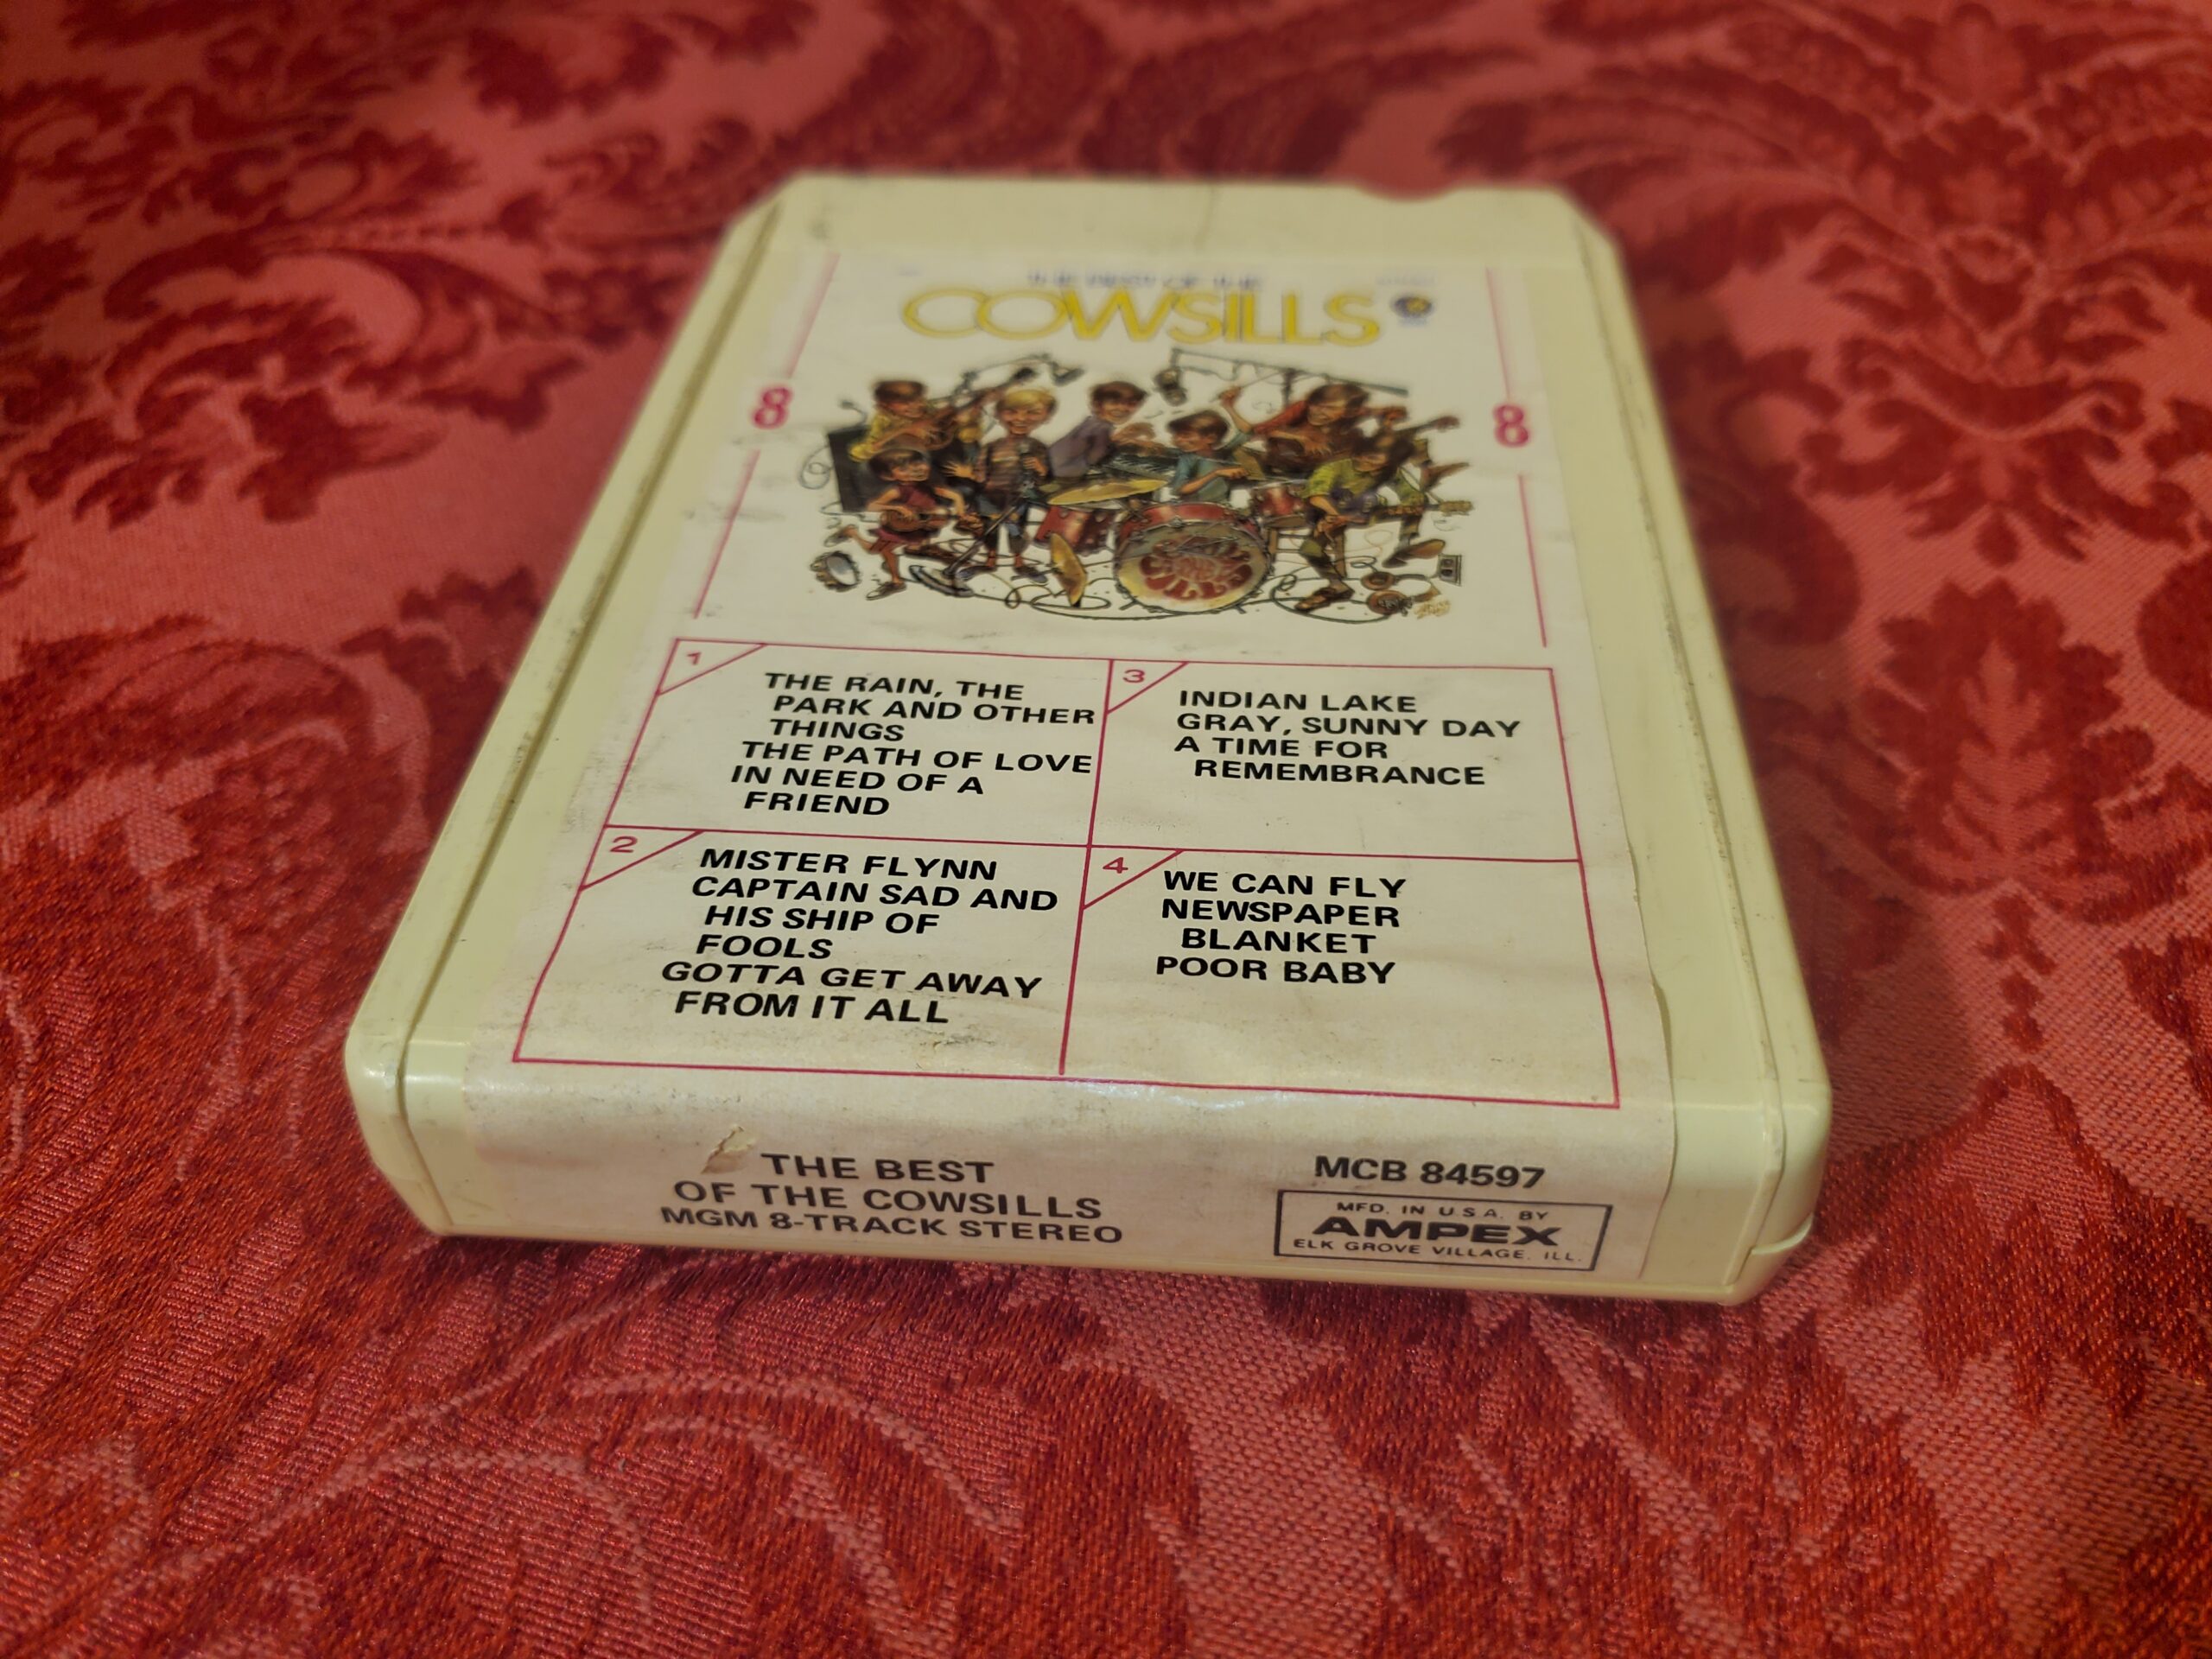 THE BEST OF THE
COWSILLS
8
8
1
THE RAIN, THE
PARK AND OTHER
THINGS
THE PATH OF LOVE
IN NEED OF A
FRIEND
2
MISTER FLYNN
CAPTAIN SAD AND
HIS SHIP OF
FOOLS
GOTTA GET AWAY
FROM IT ALL
3
INDIAN LAKE
GRAY, SUNNY DAY
A TIME FOR
REMEMBRANCE
4
WE CAN FLY
NEWSPAPER
BLANKET
POOR BABY
THE BEST
OF THE COWSILLS
MGM 8-TRACK STEREO
MCB 84597
MFD. IN U.S.A. BY
AMPEX
ELK GROVE VILLAGE, ILL.